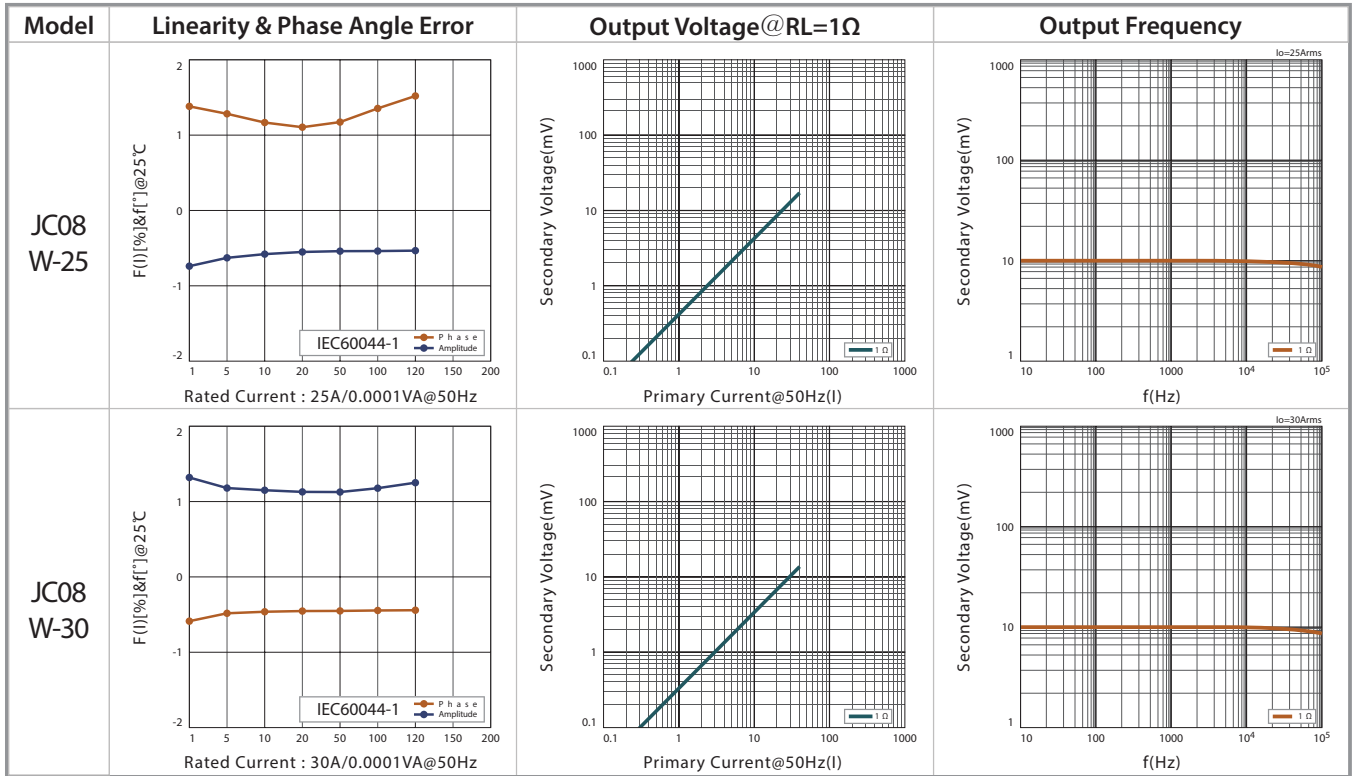 Model
Linearity & Phase Angle Error
Output Voltage@RL=1Ω
Output Frequency
JC08
W-25
F(I)[%]&f[°]@25℃
2
1
0
-1
-2
IEC60044-1
Phase
Amplitude
1 5 10 20 50 100 120 150 200
Rated Current : 25A/0.0001VA@50Hz
Secondary Voltage(mV)
1000
100
10
1
0.1
1 Ω
0.1 1 10 100 1000
Primary Current@50Hz(I)
Io=25Arms
Secondary Voltage(mV)
1000
100
10
1
1 Ω
10 100 1000 10⁴ 10⁵
f(Hz)
JC08
W-30
F(I)[%]&f[°]@25℃
2
1
0
-1
-2
IEC60044-1
Phase
Amplitude
1 5 10 20 50 100 120 150 200
Rated Current : 30A/0.0001VA@50Hz
Secondary Voltage(mV)
1000
100
10
1
0.1
1 Ω
0.1 1 10 100 1000
Primary Current@50Hz(I)
Io=30Arms
Secondary Voltage(mV)
1000
100
10
1
1 Ω
10 100 1000 10⁴ 10⁵
f(Hz)